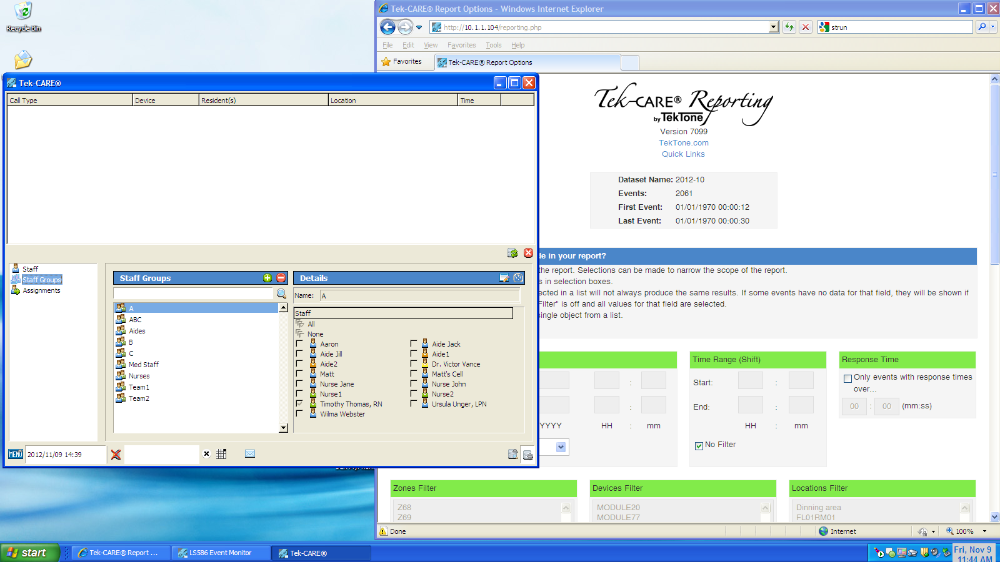 Recycle Bin
Tek-CARE® Report Options - Windows Internet Explorer
http://10.1.1.104/reporting.php
strun
File Edit View Favorites Tools Help
Favorites
Tek-CARE® Report Options
Tek-CARE® Reporting
by TekTone
Version 7099
TekTone.com
Quick Links
Dataset Name: 2012-10
Events: 2061
First Event: 01/01/1970 00:00:12
Last Event: 01/01/1970 00:00:30
de in your report?
the report. Selections can be made to narrow the scope of the report.
s in selection boxes.
ected in a list will not always produce the same results. If some events have no data for that field, they will be shown if
Filter" is off and all values for that field are selected.
single object from a list.
YYYY HH : mm
Time Range (Shift)
Start: :
End: :
HH : mm
No Filter
Response Time
Only events with response times
over...
00 : 00 (mm:ss)
Zones Filter
Z68
Z69
Devices Filter
MODULE20
MODULE77
Locations Filter
Dinning area
FL01RM01
Done
Internet
100%
Tek-CARE®
Call Type Device Resident(s) Location Time
Staff
Staff Groups
Assignments
Staff Groups
A
ABC
Aides
B
C
Med Staff
Nurses
Team1
Team2
Details
Name: A
Staff
All
None
Aaron Aide Jack
Aide Jill Aide1
Aide2 Dr. Victor Vance
Matt Matt's Cell
Nurse Jane Nurse John
Nurse1 Nurse2
Timothy Thomas, RN Ursula Unger, LPN
Wilma Webster
MENU 2012/11/09 14:39
start
Tek-CARE® Report ...
LS586 Event Monitor
Tek-CARE®
Fri, Nov 9
11:44 AM